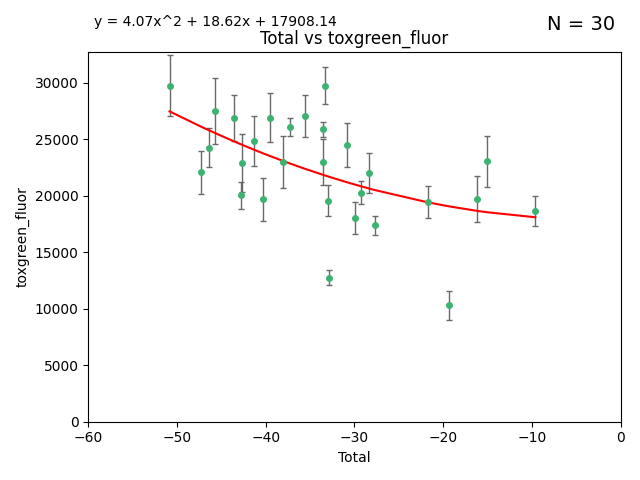 y = 4.07x^2 + 18.62x + 17908.14
N = 30
Total vs toxgreen_fluor
toxgreen_fluor
30000
25000
20000
15000
10000
5000
0
−60
−50
−40
−30
−20
−10
0
Total